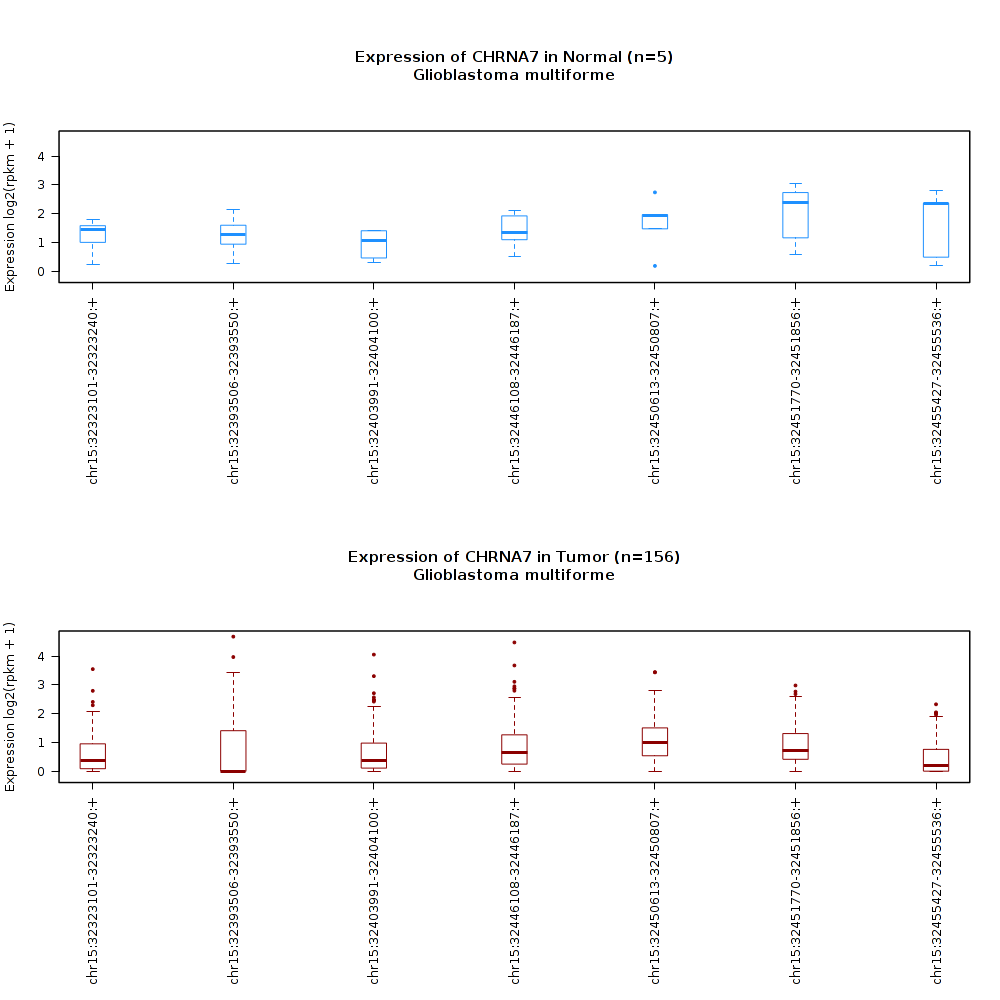 Expression of CHRNA7 in Normal (n=5)
Glioblastoma multiforme
Expression log2(rpkm + 1)
4
3
2
1
0
chr15:32323101-32323240:+
chr15:32393506-32393550:+
chr15:32403991-32404100:+
chr15:32446108-32446187:+
chr15:32450613-32450807:+
chr15:32451770-32451856:+
chr15:32455427-32455536:+
Expression of CHRNA7 in Tumor (n=156)
Glioblastoma multiforme
Expression log2(rpkm + 1)
4
3
2
1
0
chr15:32323101-32323240:+
chr15:32393506-32393550:+
chr15:32403991-32404100:+
chr15:32446108-32446187:+
chr15:32450613-32450807:+
chr15:32451770-32451856:+
chr15:32455427-32455536:+